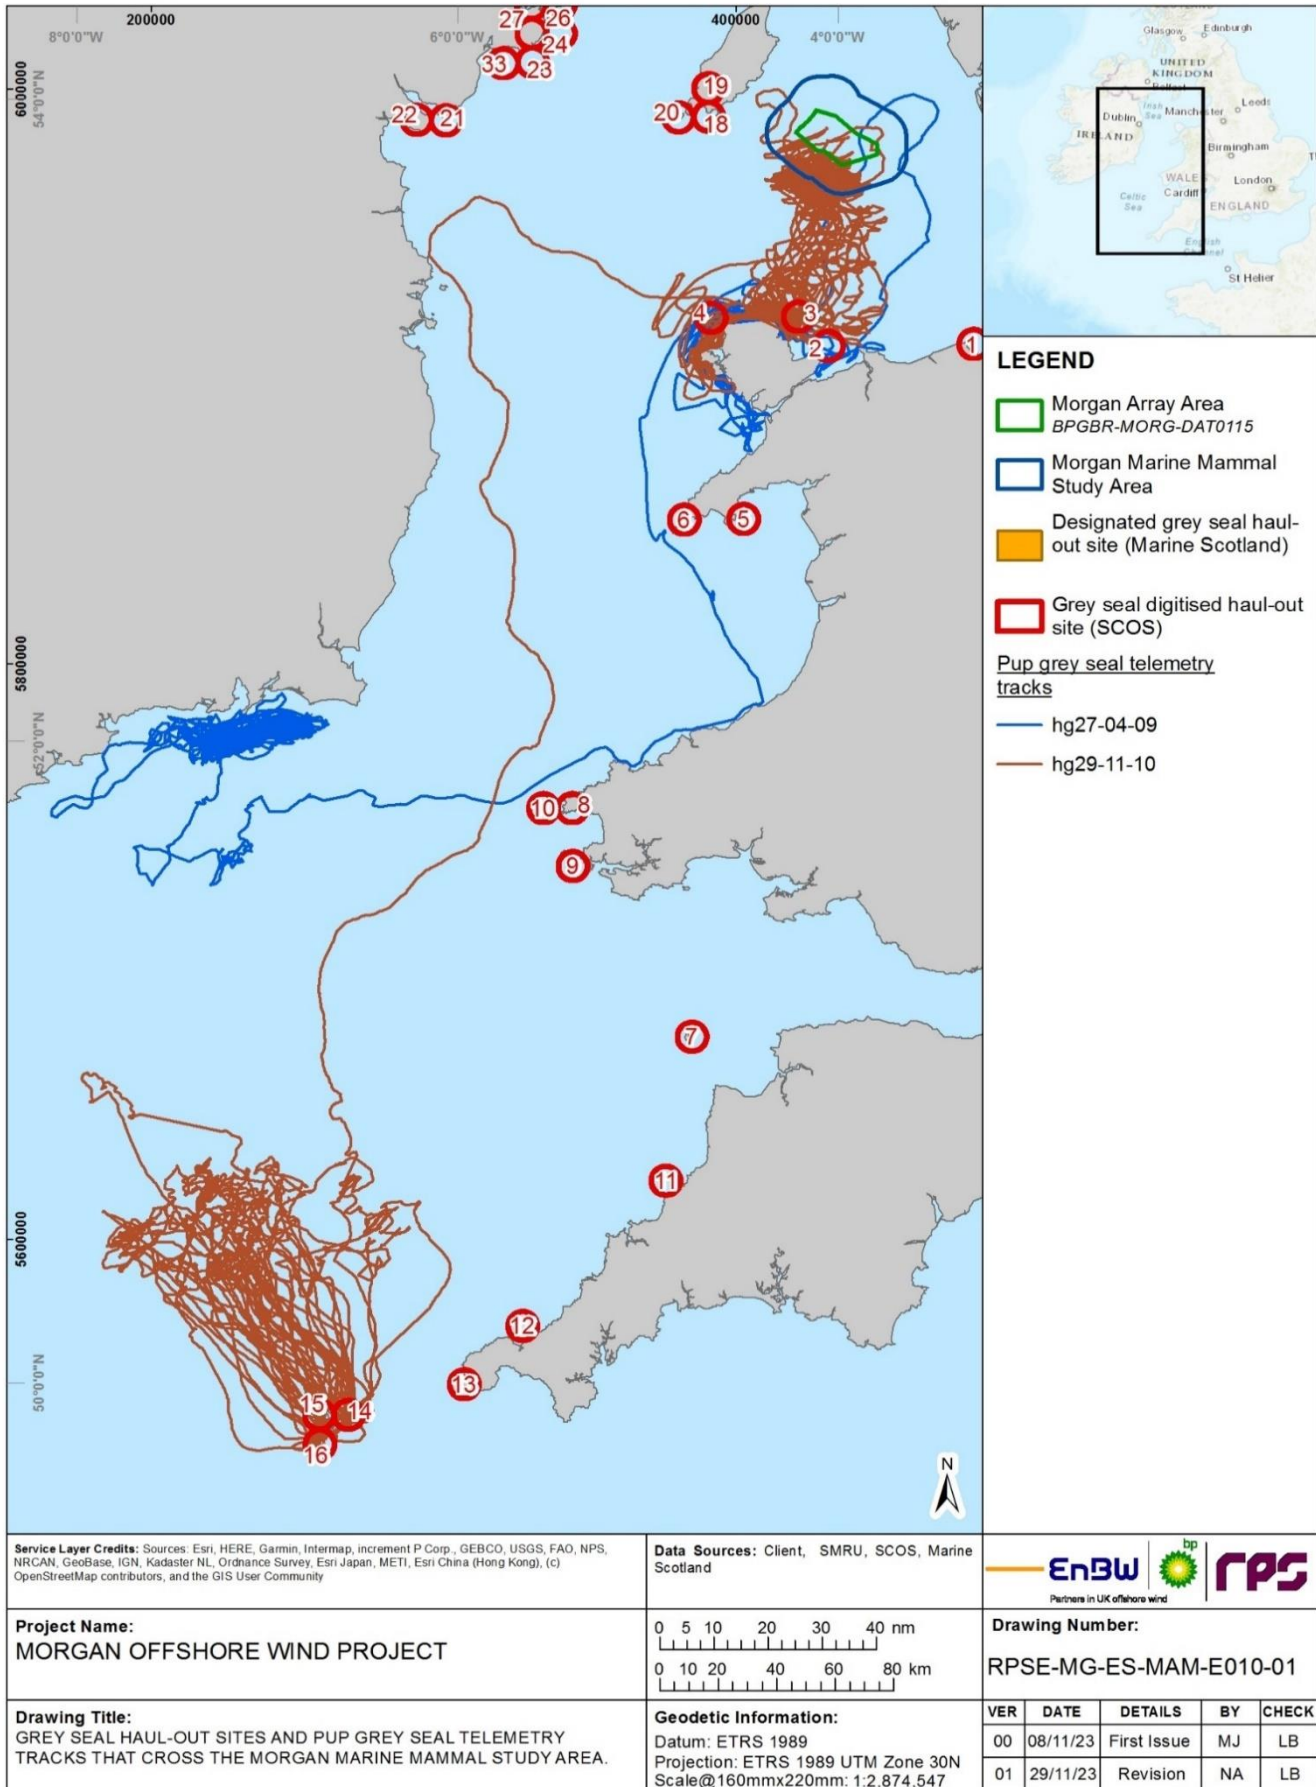 200000
400000
8°0'0"W
6°0'0"W
4°0'0"W
6000000
54°0'0"N
5800000
52°0'0"N
5600000
50°0'0"N
27
26
24
33
23
22
21
19
20
18
4
3
2
1
6
5
10
8
9
7
11
12
13
15
14
16
N
Glasgow
Edinburgh
UNITED
KINGDOM
Belfast
Irish
Sea
Leeds
Manchester
Dublin
IRELAND
Birmingham
WALES
London
Cardiff
Celtic
Sea
ENGLAND
English
Channel
St Helier
LEGEND
Morgan Array Area
BPGBR-MORG-DAT0115
Morgan Marine Mammal
Study Area
Designated grey seal haul-
out site (Marine Scotland)
Grey seal digitised haul-out
site (SCOS)
Pup grey seal telemetry
tracks
hg27-04-09
hg29-11-10
Service Layer Credits: Sources: Esri, HERE, Garmin, Intermap, increment P Corp., GEBCO, USGS, FAO, NPS,
NRCAN, GeoBase, IGN, Kadaster NL, Ordnance Survey, Esri Japan, METI, Esri China (Hong Kong), (c)
OpenStreetMap contributors, and the GIS User Community
Data Sources: Client, SMRU, SCOS, Marine
Scotland
EnBW
bp
rps
Partners in UK offshore wind
Project Name:
MORGAN OFFSHORE WIND PROJECT
0 5 10 20 30 40 nm
0 10 20 40 60 80 km
Drawing Number:
RPSE-MG-ES-MAM-E010-01
Drawing Title:
GREY SEAL HAUL-OUT SITES AND PUP GREY SEAL TELEMETRY
TRACKS THAT CROSS THE MORGAN MARINE MAMMAL STUDY AREA.
Geodetic Information:
Datum: ETRS 1989
Projection: ETRS 1989 UTM Zone 30N
Scale@160mmx220mm: 1:2,874,547
VER DATE DETAILS BY CHECK
00 08/11/23 First Issue MJ LB
01 29/11/23 Revision NA LB